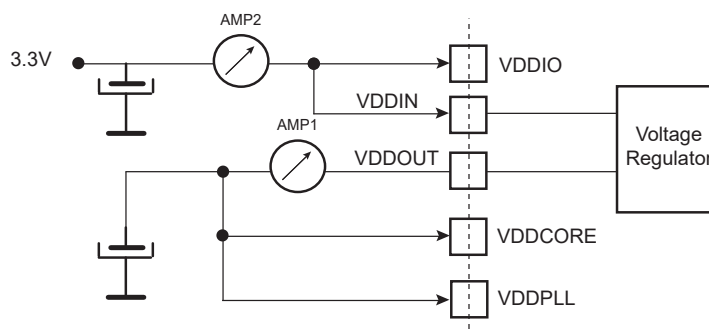 AMP2
3.3V
VDDIO
VDDIN
AMP1
VDDOUT
Voltage
Regulator
VDDCORE
VDDPLL